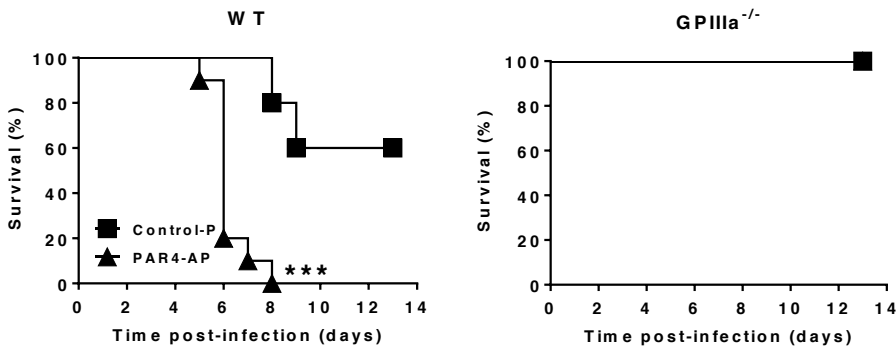 WT
Survival (%)
100
80
60
40
20
0
Control-P
PAR4-AP
***
0 2 4 6 8 10 12 14
Time post-infection (days)
GPIIIa-/-
Survival (%)
100
80
60
40
20
0
0 2 4 6 8 10 12 14
Time post-infection (days)